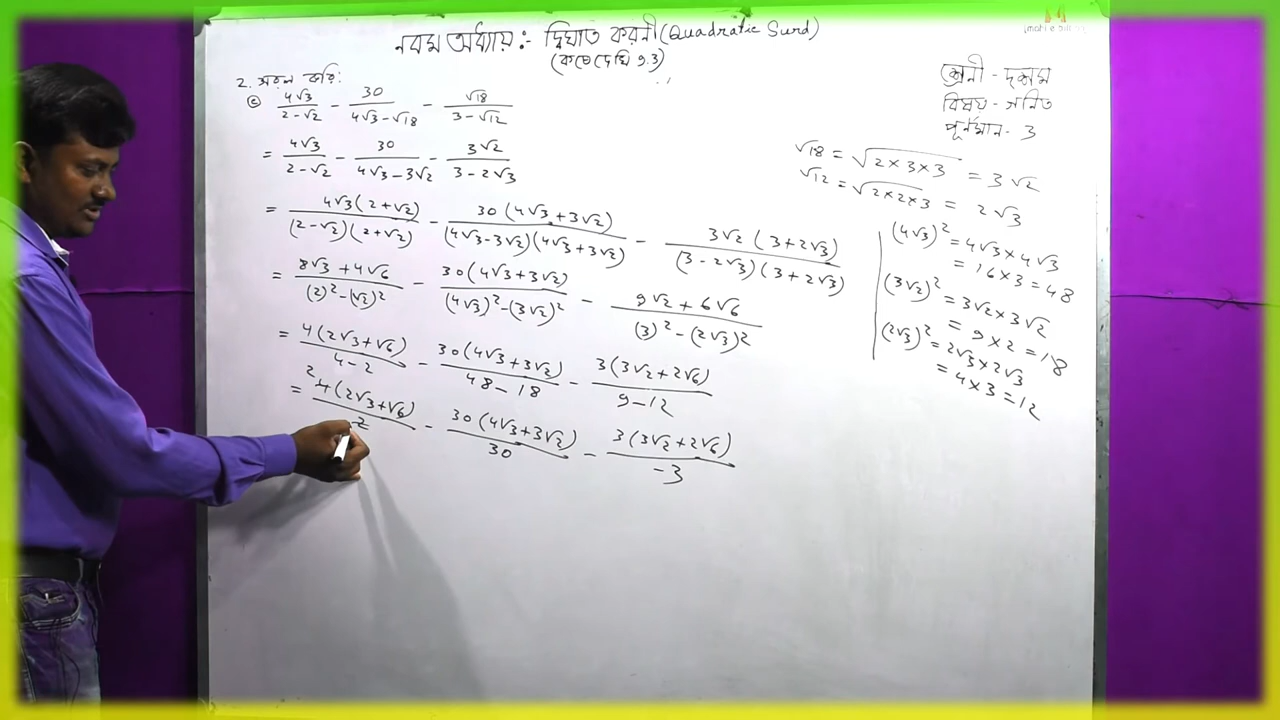 নবম অধ্যায়:- দ্বিঘাত করণী (Quadratic Surd)
(কষে দেখি 9.3)
শ্রেণী - দশম
বিষয় - গনিত
পূর্ণমান - 3
2. সরল করি:
(c) 4√3/(2-√2) - 30/(4√3-√18) - √18/(3-√12)
= 4√3/(2-√2) - 30/(4√3-3√2) - 3√2/(3-2√3)
= 4√3(2+√2)/(2-√2)(2+√2) - 30(4√3+3√2)/(4√3-3√2)(4√3+3√2) - 3√2(3+2√3)/(3-2√3)(3+2√3)
= (8√3+4√6)/((2)²-(√2)²) - 30(4√3+3√2)/((4√3)²-(3√2)²) - (9√2+6√6)/((3)²-(2√3)²)
= 4(2√3+√6)/(4-2) - 30(4√3+3√2)/(48-18) - 3(3√2+2√6)/(9-12)
= 2 4(2√3+√6)/2 - 30(4√3+3√2)/30 - 3(3√2+2√6)/-3
√18 = √(2×3×3) = 3√2
√12 = √(2×2×3) = 2√3
(4√3)² = 4√3×4√3
= 16×3 = 48
(3√2)² = 3√2×3√2
= 9×2 = 18
(2√3)² = 2√3×2√3
= 4×3 = 12